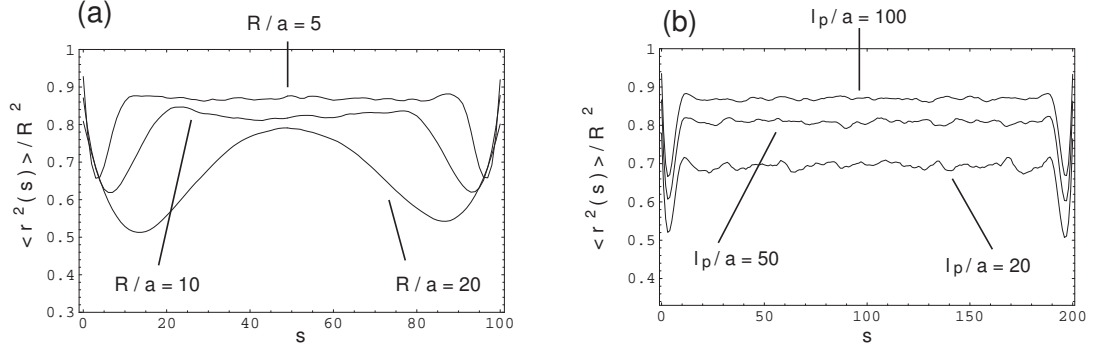 (a)
R / a = 5
1
0.9
0.8
0.7
0.6
0.5
0.4
0.3
< r ² ( s ) > / R ²
0 20 40 60 80 100
s
R / a = 10
R / a = 20
(b)
l p / a = 100
1
0.9
0.8
0.7
0.6
0.5
0.4
< r ² ( s ) > / R ²
0 50 100 150 200
s
l p / a = 50
l p / a = 20